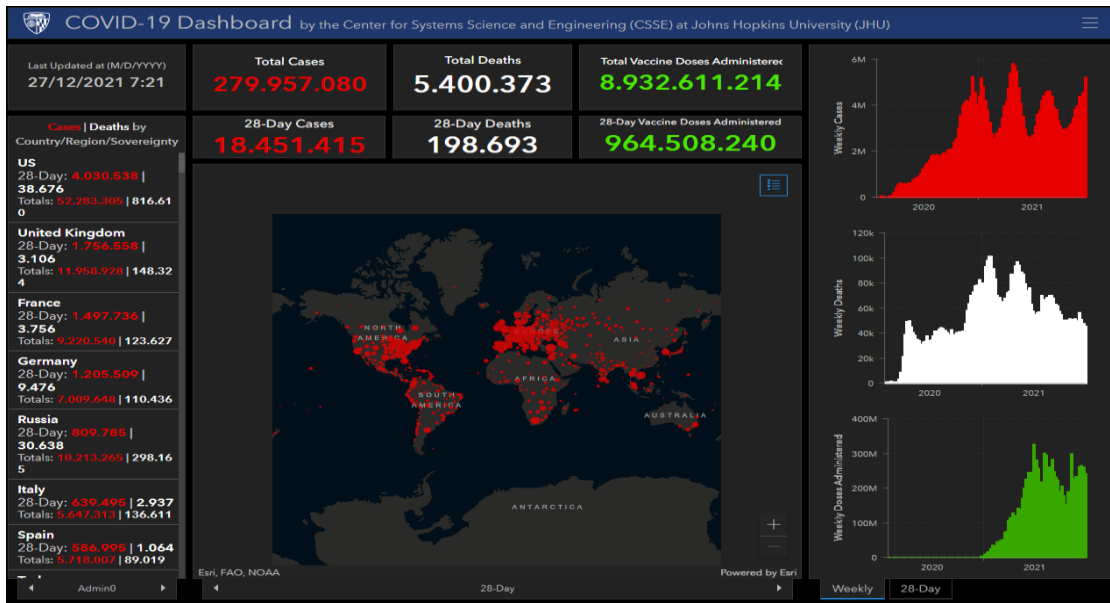 COVID-19 Dashboard by the Center for Systems Science and Engineering (CSSE) at Johns Hopkins University (JHU)
Last Updated at (M/D/YYYY)
27/12/2021 7:21
Cases | Deaths by
Country/Region/Sovereignty
US
28-Day: 4.030.538 |
38.676
Totals: 52.283.305 | 816.61
0
United Kingdom
28-Day: 1.756.558 |
3.106
Totals: 11.958.928 | 148.32
4
France
28-Day: 1.497.736 |
3.756
Totals: 9.220.540 | 123.627
Germany
28-Day: 1.205.509 |
9.476
Totals: 7.009.648 | 110.436
Russia
28-Day: 809.785 |
30.638
Totals: 10.213.265 | 298.16
5
Italy
28-Day: 639.495 | 2.937
Totals: 5.647.313 | 136.611
Spain
28-Day: 586.995 | 1.064
Totals: 5.718.007 | 89.019
Admin0
Total Cases
279.957.080
Total Deaths
5.400.373
Total Vaccine Doses Administered
8.932.611.214
28-Day Cases
18.451.415
28-Day Deaths
198.693
28-Day Vaccine Doses Administered
964.508.240
NORTH
AMERICA
EUROPE
ASIA
AFRICA
SOUTH
AMERICA
AUSTRALIA
ANTARCTICA
+
Esri, FAO, NOAA
Powered by Esri
28-Day
Weekly Cases
6M
4M
2M
0
2020
2021
Weekly Deaths
120k
100k
80k
60k
40k
20k
0
2020
2021
Weekly Doses Administered
400M
300M
200M
100M
0
2020
2021
Weekly
28-Day